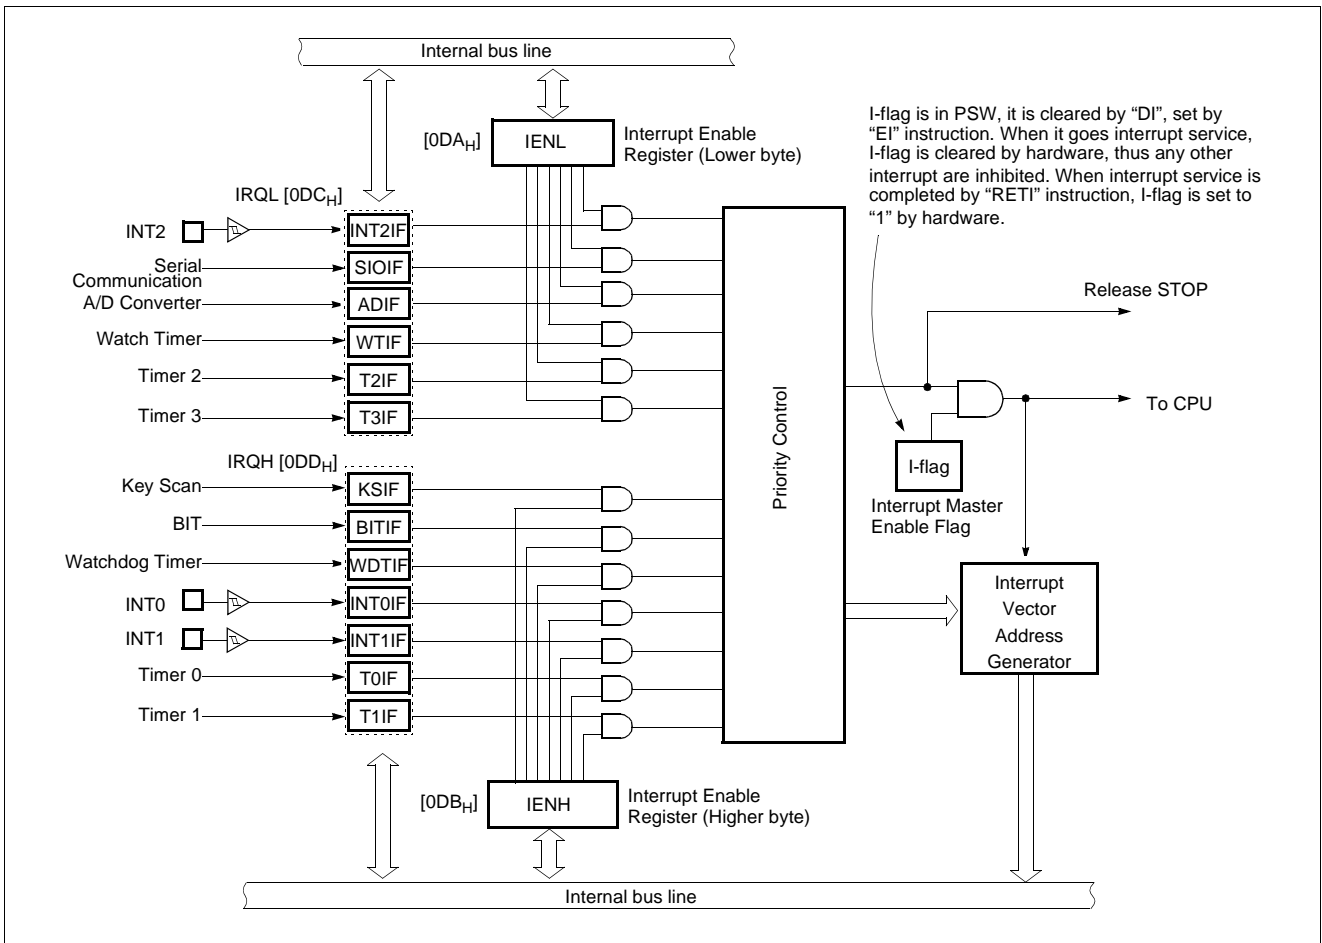 Internal bus line
I-flag is in PSW, it is cleared by “DI”, set by
“EI” instruction. When it goes interrupt service,
I-flag is cleared by hardware, thus any other
interrupt are inhibited. When interrupt service is
completed by “RETI” instruction, I-flag is set to
“1” by hardware.
[0DAH]
IENL
Interrupt Enable
Register (Lower byte)
IRQL [0DCH]
INT2
INT2IF
Serial
Communication
SIOIF
A/D Converter
ADIF
Watch Timer
WTIF
Timer 2
T2IF
Timer 3
T3IF
Release STOP
To CPU
Priority Control
I-flag
Interrupt Master
Enable Flag
IRQH [0DDH]
Key Scan
KSIF
BIT
BITIF
Watchdog Timer
WDTIF
INT0
INT0IF
INT1
INT1IF
Timer 0
T0IF
Timer 1
T1IF
Interrupt
Vector
Address
Generator
[0DBH]
IENH
Interrupt Enable
Register (Higher byte)
Internal bus line